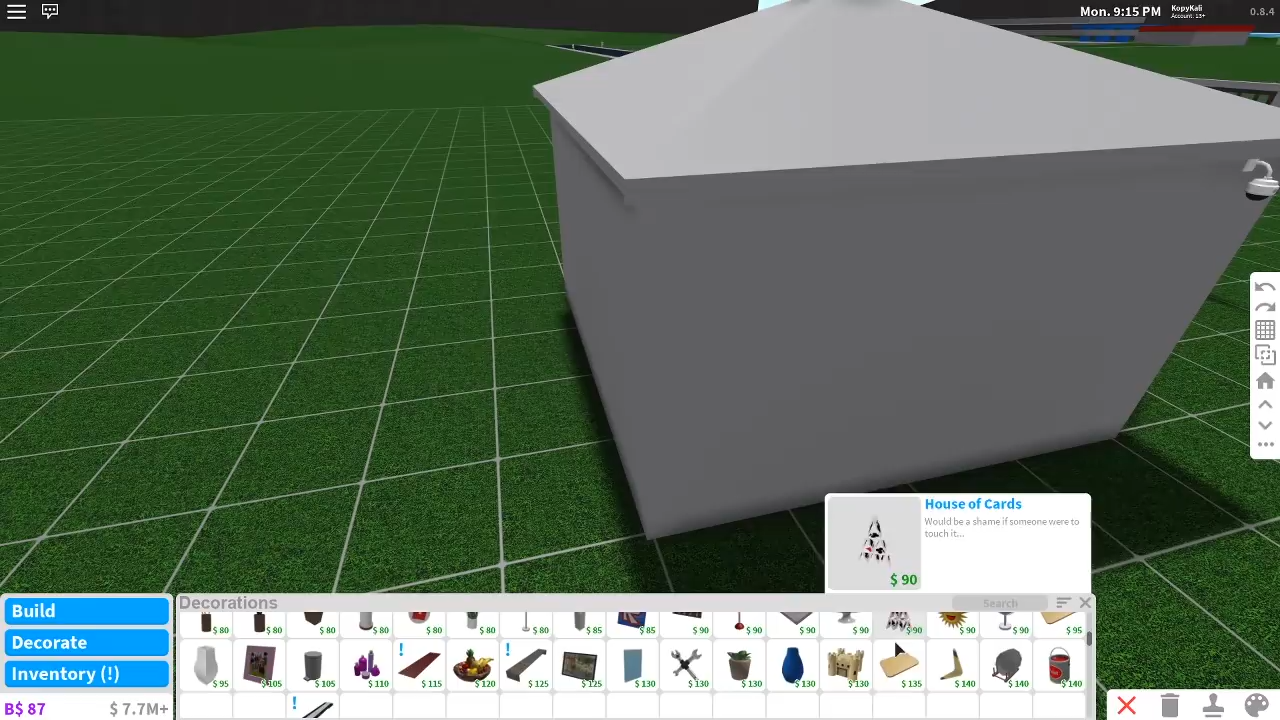 Mon. 9:15 PM
KopyKali
Account: 13+
0.8.4
House of Cards
Would be a shame if someone were to
touch it...
$ 90
Build
Decorate
Inventory (!)
B$ 87
$ 7.7M+
Decorations
Search
$ 80 $ 80 $ 80 $ 80 $ 80 $ 80 $ 80 $ 85 $ 85 $ 90 $ 90 $ 90 $ 90 $ 90 $ 90 $ 90 $ 95
! !
$ 95 $ 105 $ 105 $ 110 $ 115 $ 120 $ 125 $ 125 $ 130 $ 130 $ 130 $ 130 $ 130 $ 135 $ 140 $ 140 $ 140
!